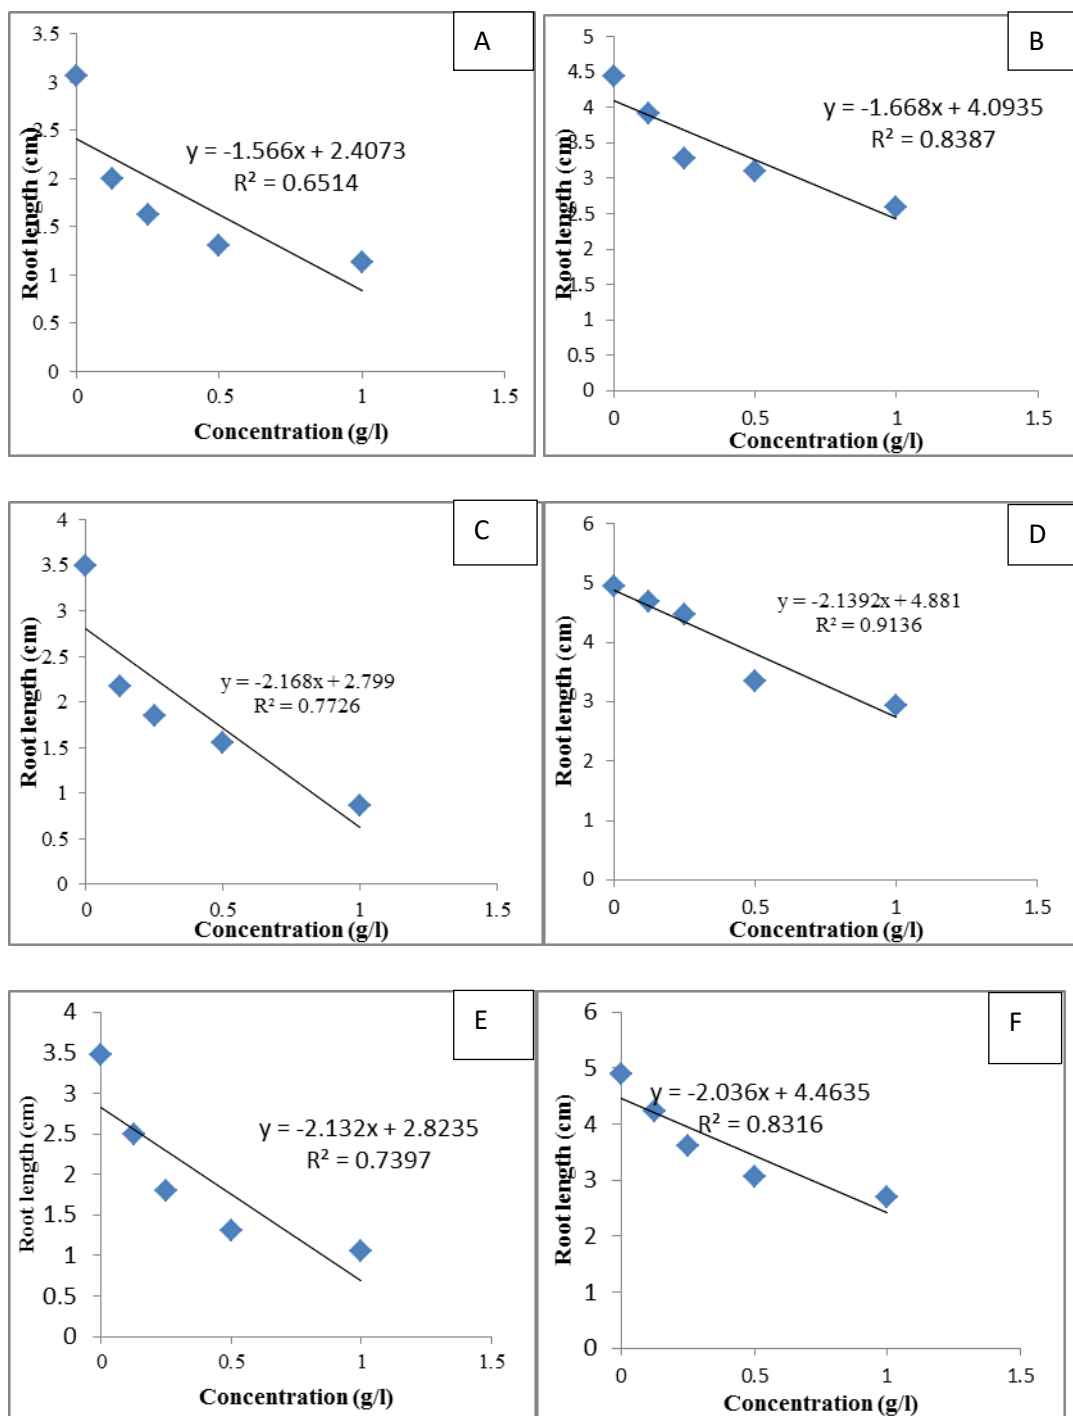 A
3.5
3
2.5
2
1.5
1
0.5
0
Root length (cm)
y = -1.566x + 2.4073
R² = 0.6514
0
0.5
1
1.5
Concentration (g/l)
B
5
4.5
4
3.5
3
2.5
2
1.5
1
0.5
0
Root length (cm)
y = -1.668x + 4.0935
R² = 0.8387
0
0.5
1
1.5
Concentration (g/l)
C
4
3.5
3
2.5
2
1.5
1
0.5
0
Root length (cm)
y = -2.168x + 2.799
R² = 0.7726
0
0.5
1
1.5
Concentration (g/l)
D
6
5
4
3
2
1
0
Root length (cm)
y = -2.1392x + 4.881
R² = 0.9136
0
0.5
1
1.5
Concentration (g/l)
E
4
3.5
3
2.5
2
1.5
1
0.5
0
Root length (cm)
y = -2.132x + 2.8235
R² = 0.7397
0
0.5
1
1.5
Concentration (g/l)
F
6
5
4
3
2
1
0
Root length (cm)
y = -2.036x + 4.4635
R² = 0.8316
0
0.5
1
1.5
Concentration (g/l)